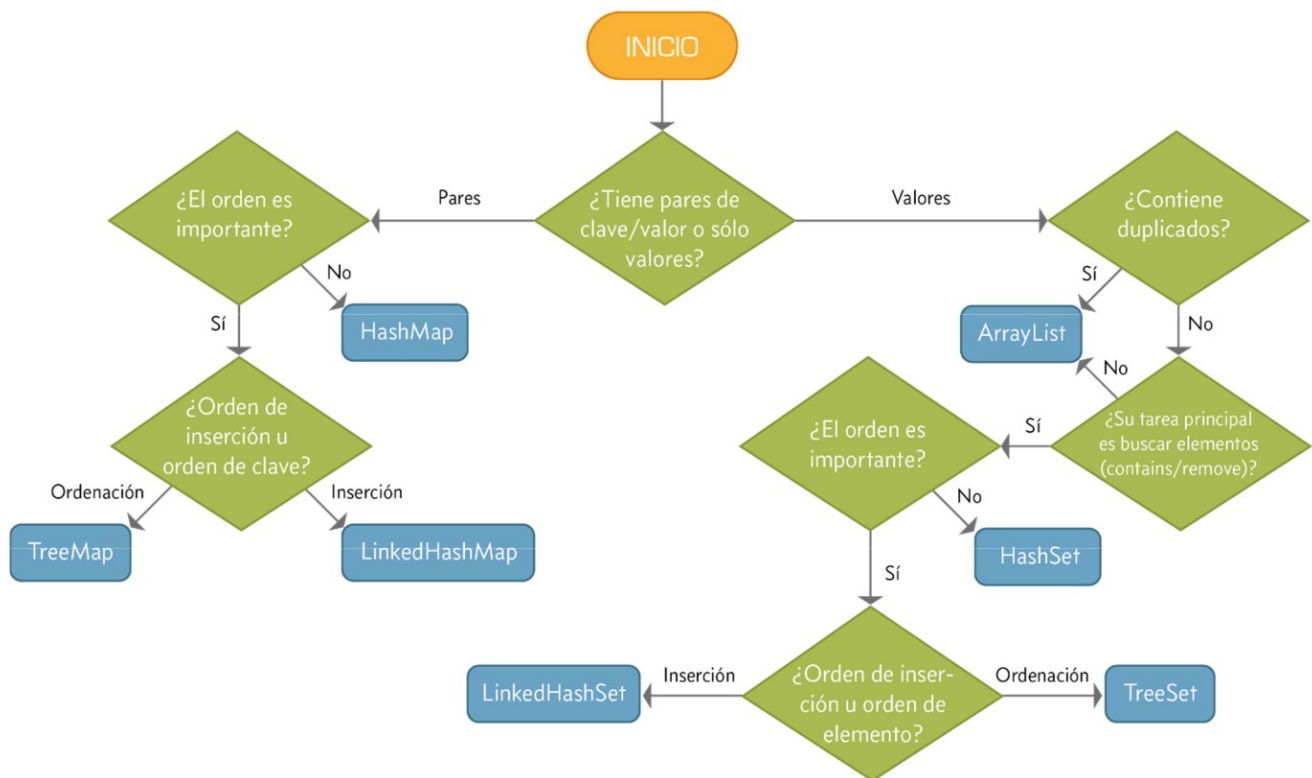 INICIO
¿Tiene pares de
clave/valor o sólo
valores?
Pares
Valores
¿El orden es
importante?
No
HashMap
Sí
¿Orden de
inserción u
orden de clave?
Ordenación
Inserción
TreeMap
LinkedHashMap
¿Contiene
duplicados?
Sí
ArrayList
No
No
¿Su tarea principal
es buscar elementos
(contains/remove)?
Sí
¿El orden es
importante?
No
HashSet
Sí
¿Orden de inser-
ción u orden de
elemento?
Inserción
LinkedHashSet
Ordenación
TreeSet